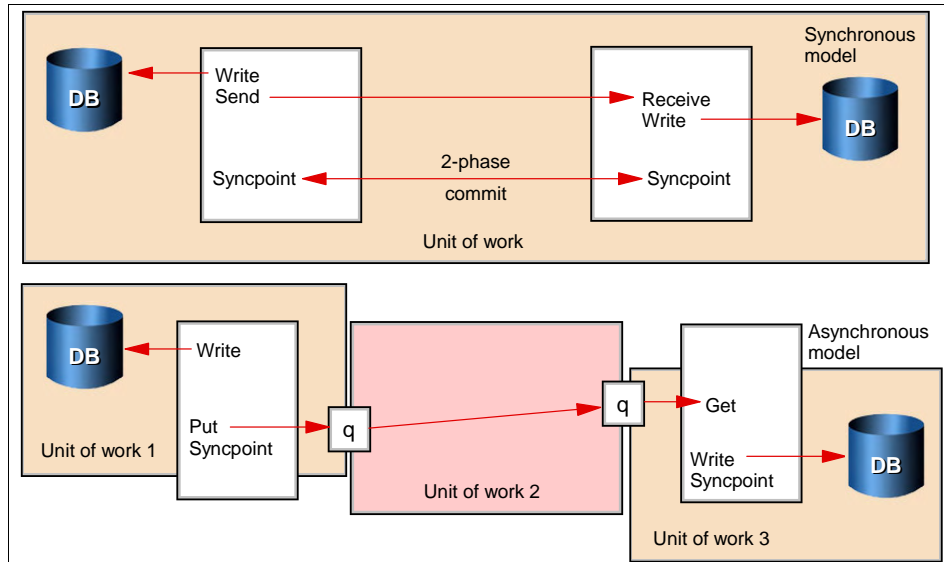 Synchronous
model
DB
Write
Send
Receive
Write
DB
2-phase
Syncpoint
Syncpoint
commit
Unit of work
DB
Write
Asynchronous
model
q
q
Get
Put
Syncpoint
Unit of work 1
Write
Syncpoint
DB
Unit of work 2
Unit of work 3